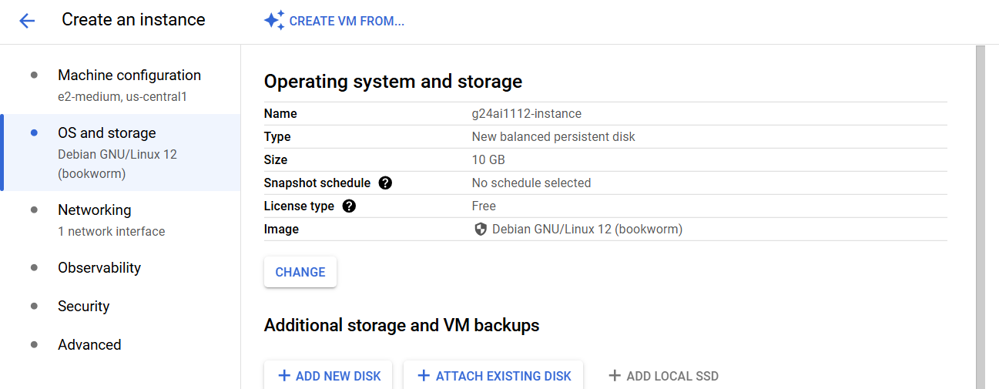 Create an instance
CREATE VM FROM...
Machine configuration
e2-medium, us-central1
OS and storage
Debian GNU/Linux 12
(bookworm)
Networking
1 network interface
Observability
Security
Advanced
Operating system and storage
Name g24ai1112-instance
Type New balanced persistent disk
Size 10 GB
Snapshot schedule ? No schedule selected
License type ? Free
Image Debian GNU/Linux 12 (bookworm)
CHANGE
Additional storage and VM backups
+ ADD NEW DISK + ATTACH EXISTING DISK + ADD LOCAL SSD